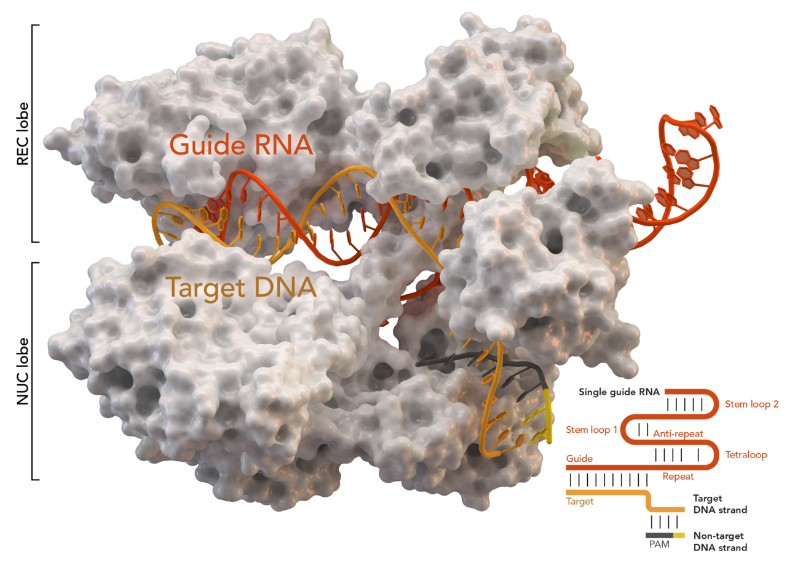 REC lobe
Guide RNA
Target DNA
NUC lobe
Single guide RNA
Stem loop 2
Stem loop 1
Anti-repeat
Tetraloop
Guide
Repeat
Target
Target
DNA strand
PAM
Non-target
DNA strand